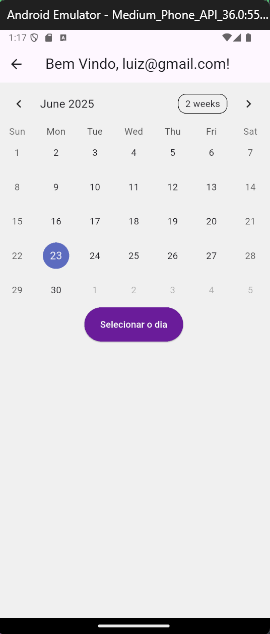 Android Emulator - Medium_Phone_API_36.0:55...
1:17
Bem Vindo, luiz@gmail.com!
June 2025 2 weeks
Sun Mon Tue Wed Thu Fri Sat
1 2 3 4 5 6 7
8 9 10 11 12 13 14
15 16 17 18 19 20 21
22 23 24 25 26 27 28
29 30 1 2 3 4 5
Selecionar o dia